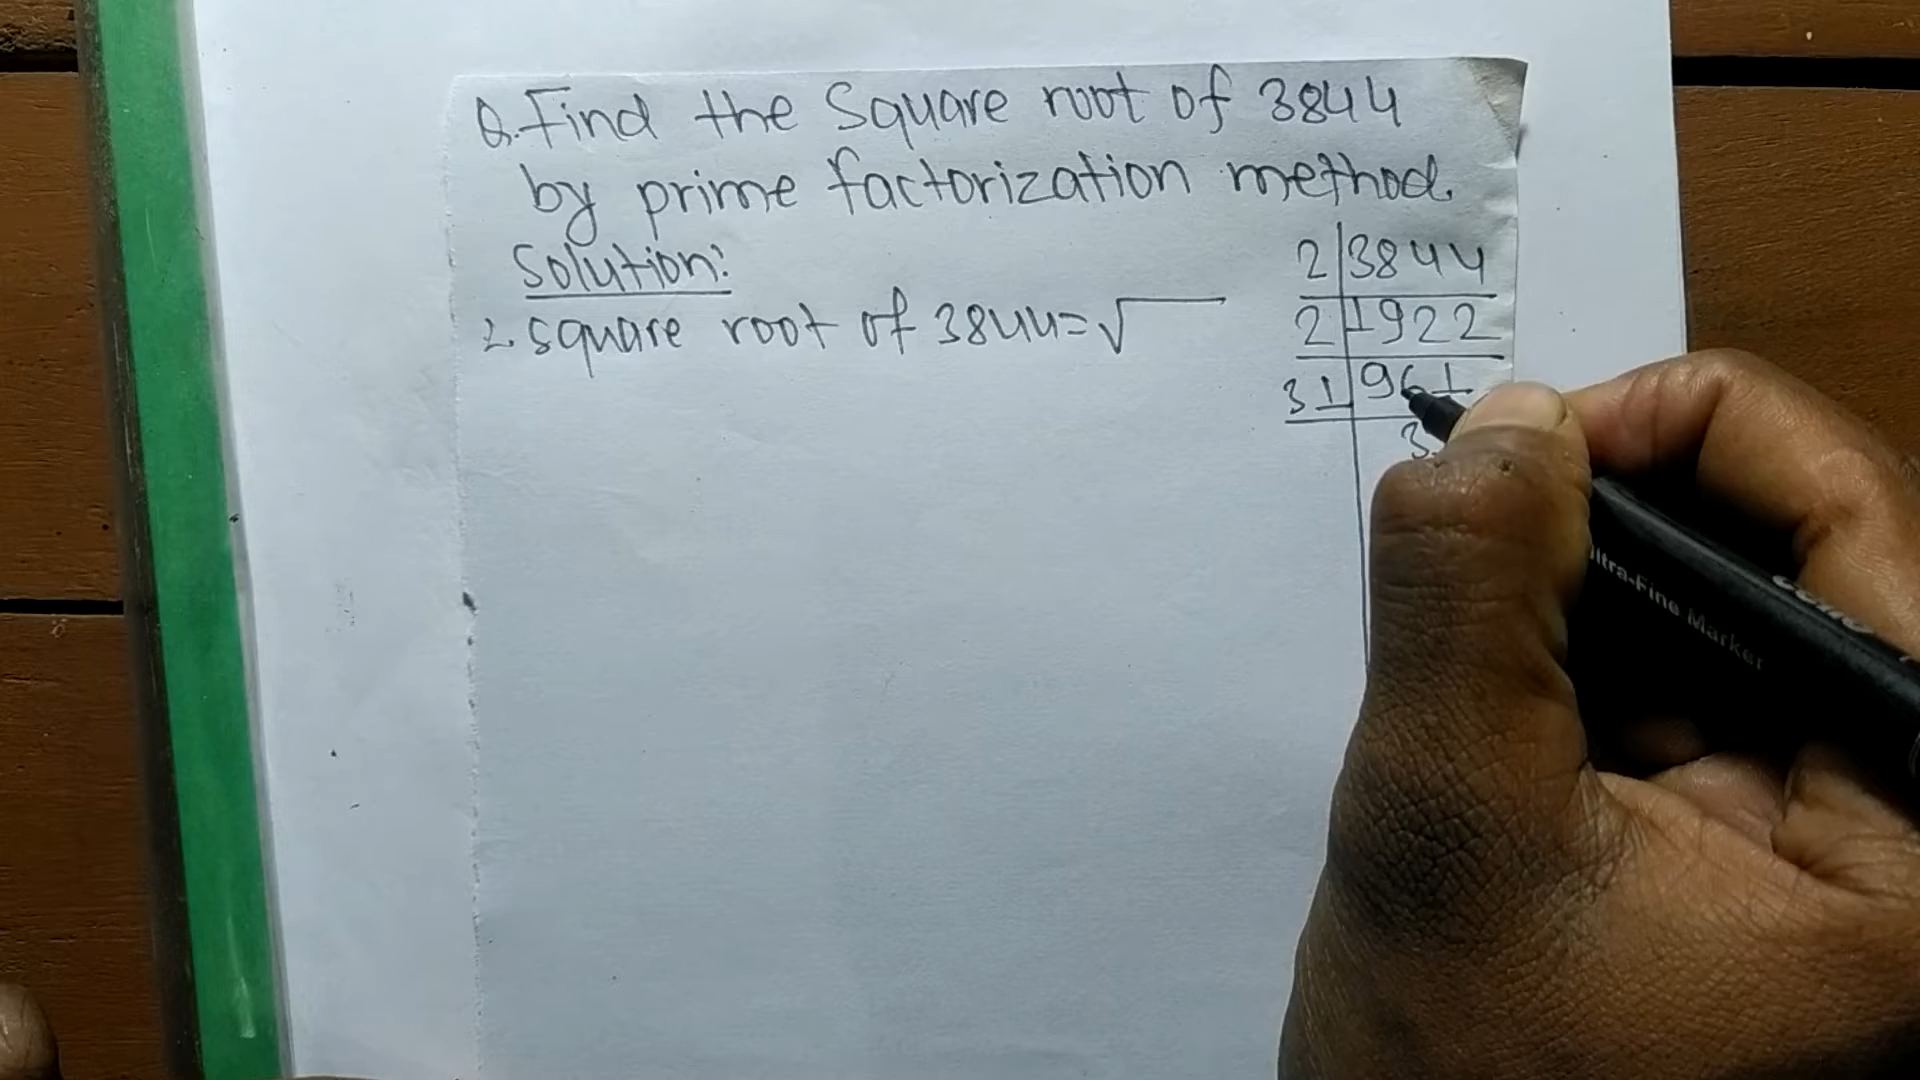 Q. Find the Square root of 3844
by prime factorization method.
Solution:
square root of 3844=√
2 3844
2 1922
31 961
3
Ultra-Fine Marker